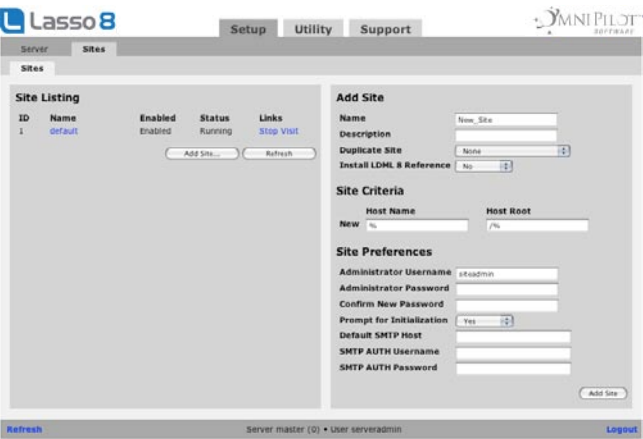 Lasso 8
Setup Utility Support
OMNIPILOT
SOFTWARE
Server Sites
Sites
Site Listing
ID Name Enabled Status Links
1 default Enabled Running Stop Visit
Add Site... Refresh
Add Site
Name New_Site
Description
Duplicate Site None
Install LDML 8 Reference No
Site Criteria
Host Name Host Root
New % /%
Site Preferences
Administrator Username siteadmin
Administrator Password
Confirm New Password
Prompt for Initialization Yes
Default SMTP Host
SMTP AUTH Username
SMTP AUTH Password
Add Site
Refresh Server master (0) • User serveradmin Logout